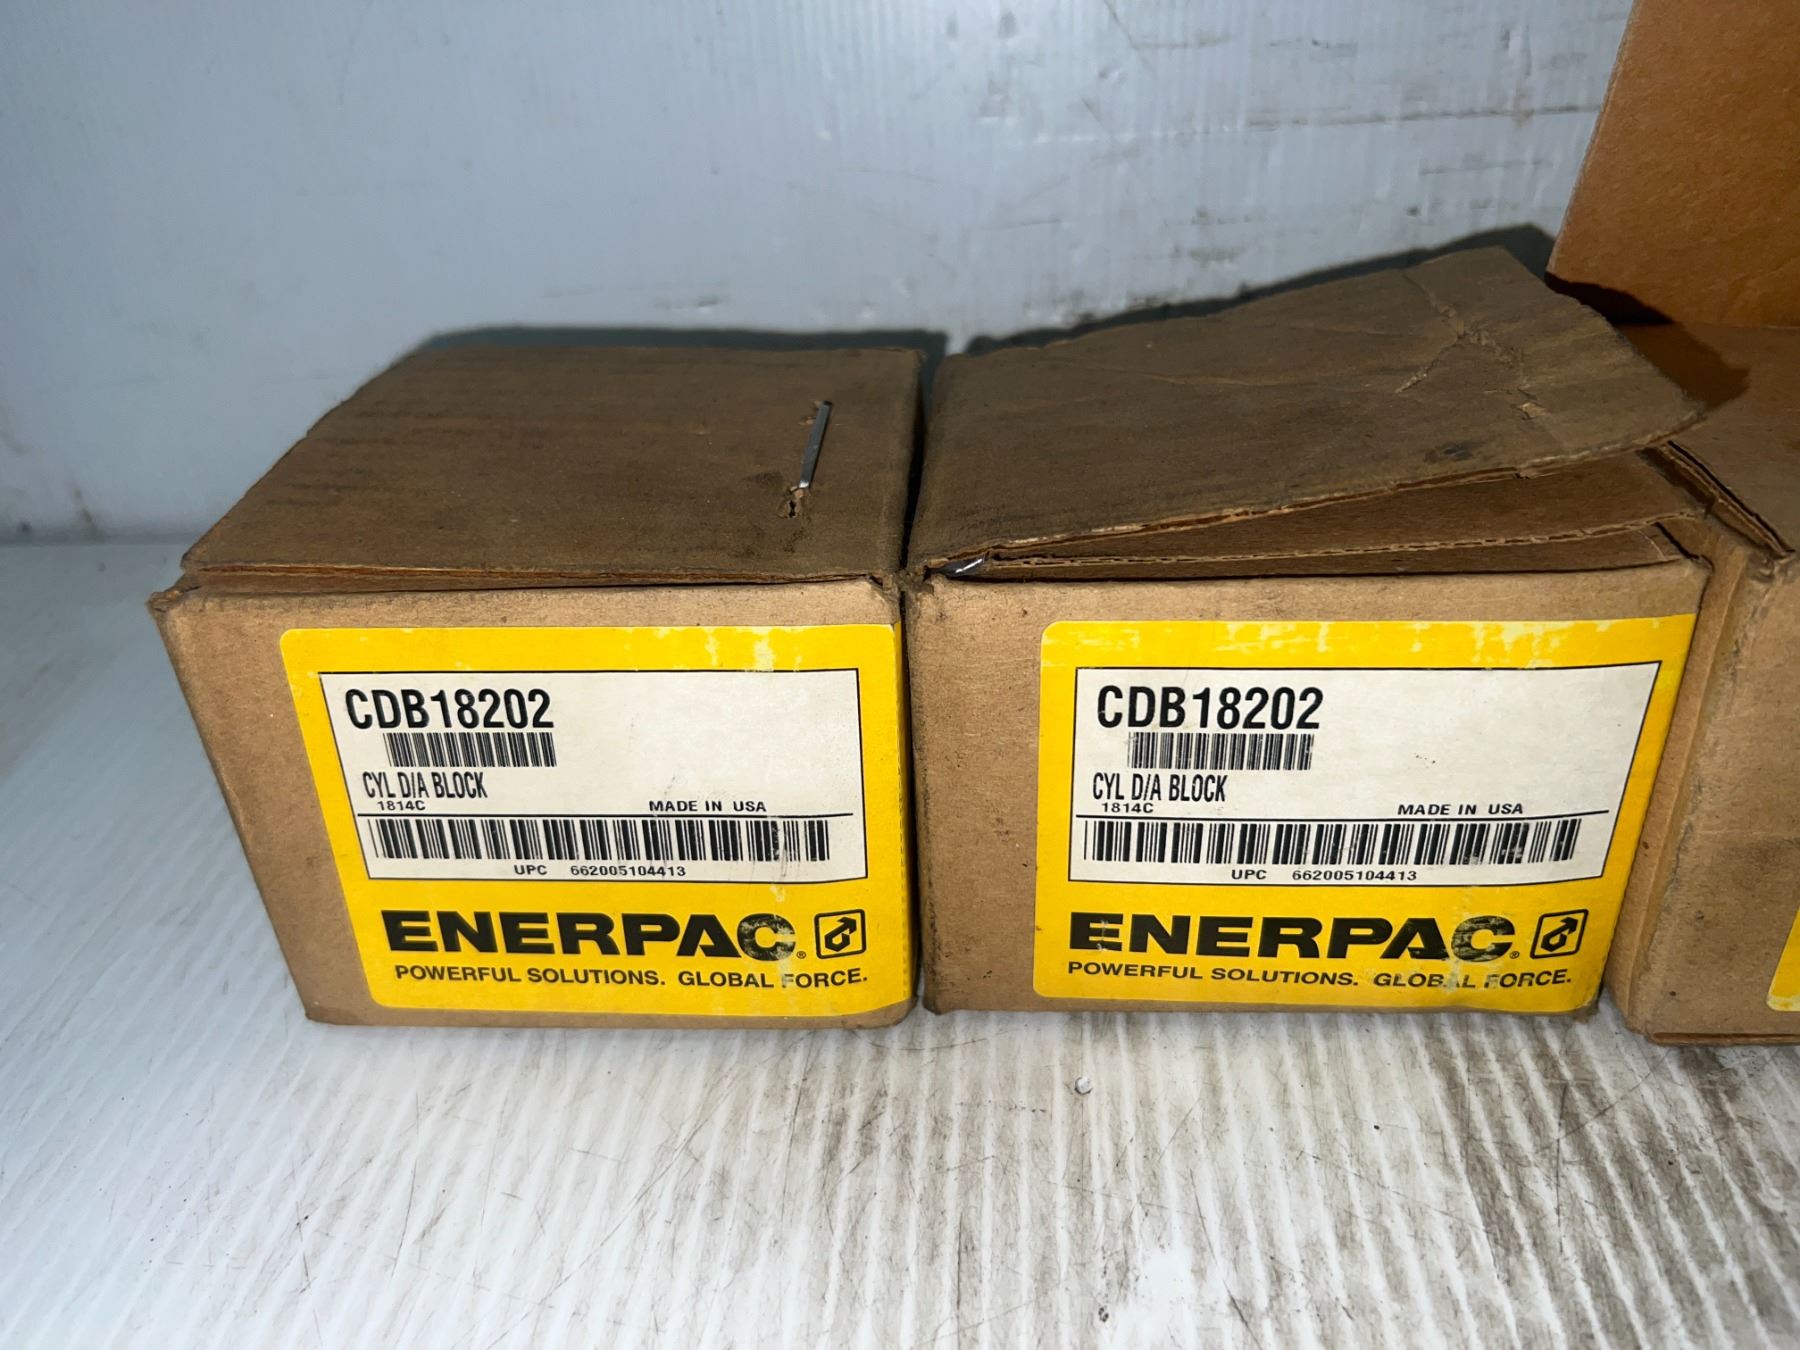 CDB18202
CYL D/A BLOCK
1814C MADE IN USA
UPC 662005104413
ENERPAC®
POWERFUL SOLUTIONS. GLOBAL FORCE.
CDB18202
CYL D/A BLOCK
1814C MADE IN USA
UPC 662005104413
ENERPAC®
POWERFUL SOLUTIONS. GLOBAL FORCE.